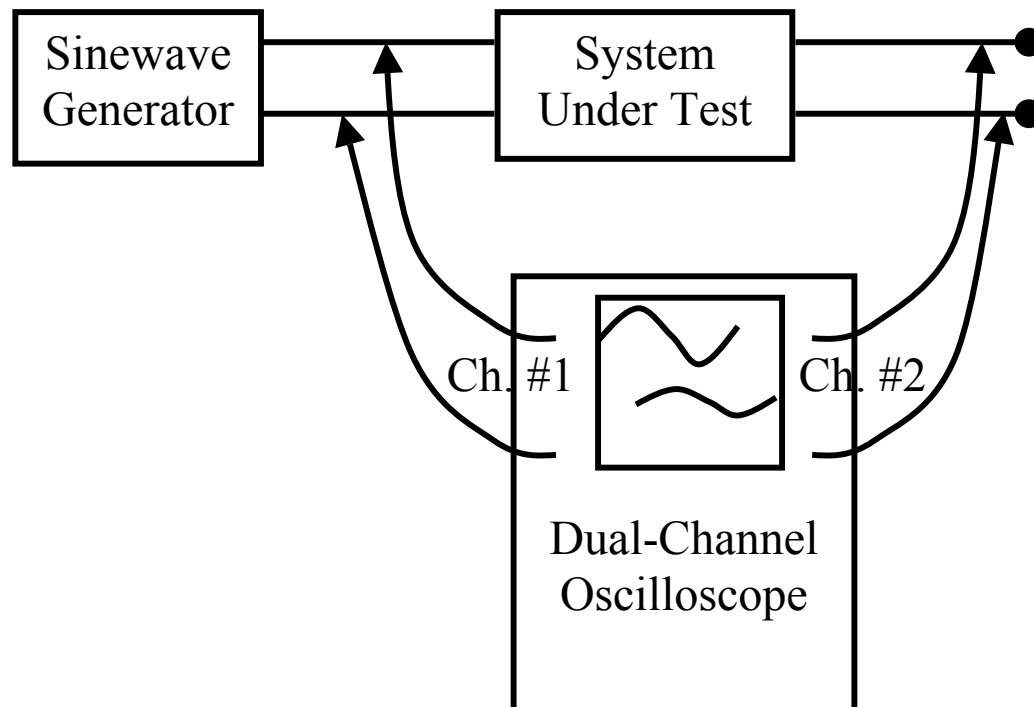 Sinewave
Generator
System
Under Test
Ch. #1
Ch. #2
Dual-Channel
Oscilloscope